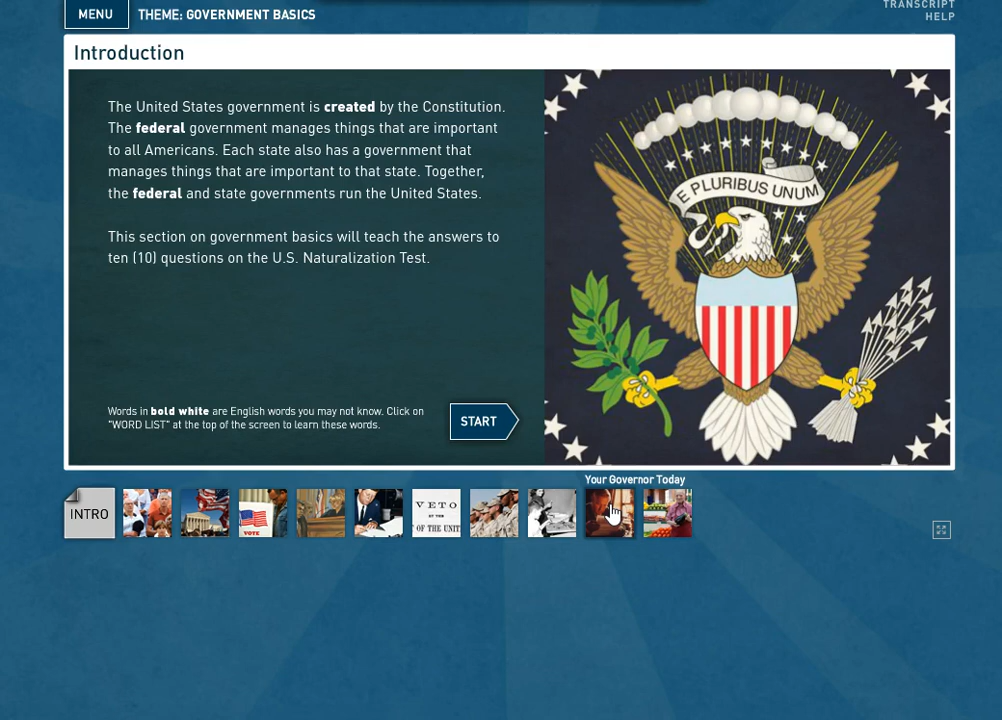 MENU
THEME: GOVERNMENT BASICS
TRANSCRIPT
HELP
Introduction
The United States government is created by the Constitution.
The federal government manages things that are important
to all Americans. Each state also has a government that
manages things that are important to that state. Together,
the federal and state governments run the United States.
This section on government basics will teach the answers to
ten (10) questions on the U.S. Naturalization Test.
E PLURIBUS UNUM
Words in bold white are English words you may not know. Click on
"WORD LIST" at the top of the screen to learn these words.
START
Your Governor Today
INTRO
VOTE
VETO
OF THE
OF THE UNIT